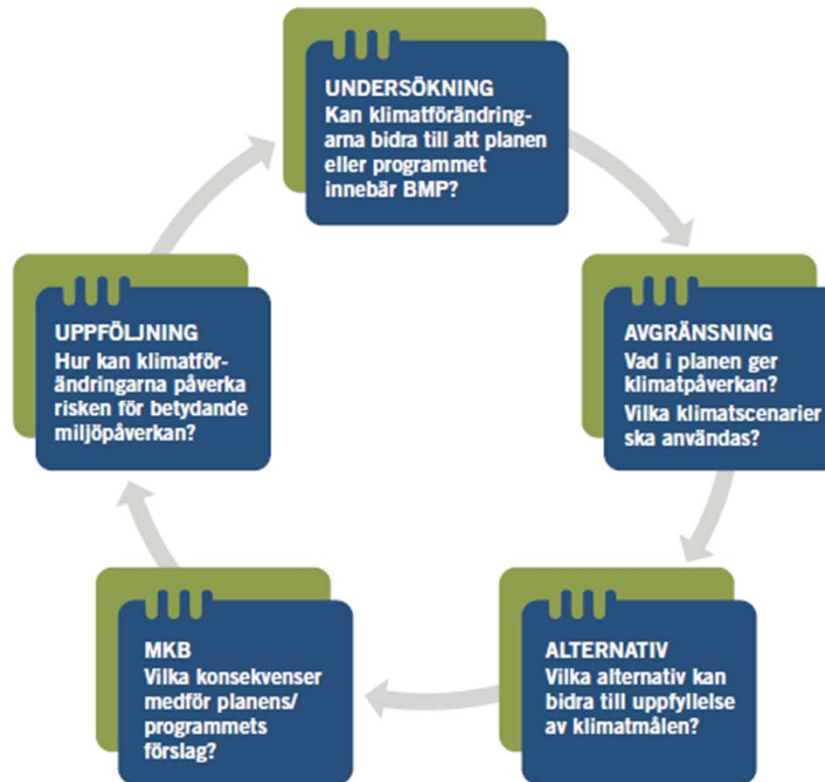 UNDERSÖKNING
Kan klimatförändring-
arna bidra till att planen
eller programmet
innebär BMP?
AVGRÄNSNING
Vad i planen ger
klimatpåverkan?
Vilka klimatscenarier
ska användas?
ALTERNATIV
Vilka alternativ kan
bidra till uppfyllelse
av klimatmålen?
MKB
Vilka konsekvenser
medför planens/
programmets
förslag?
UPPFÖLJNING
Hur kan klimatför-
ändringarna påverka
risken för betydande
miljöpåverkan?